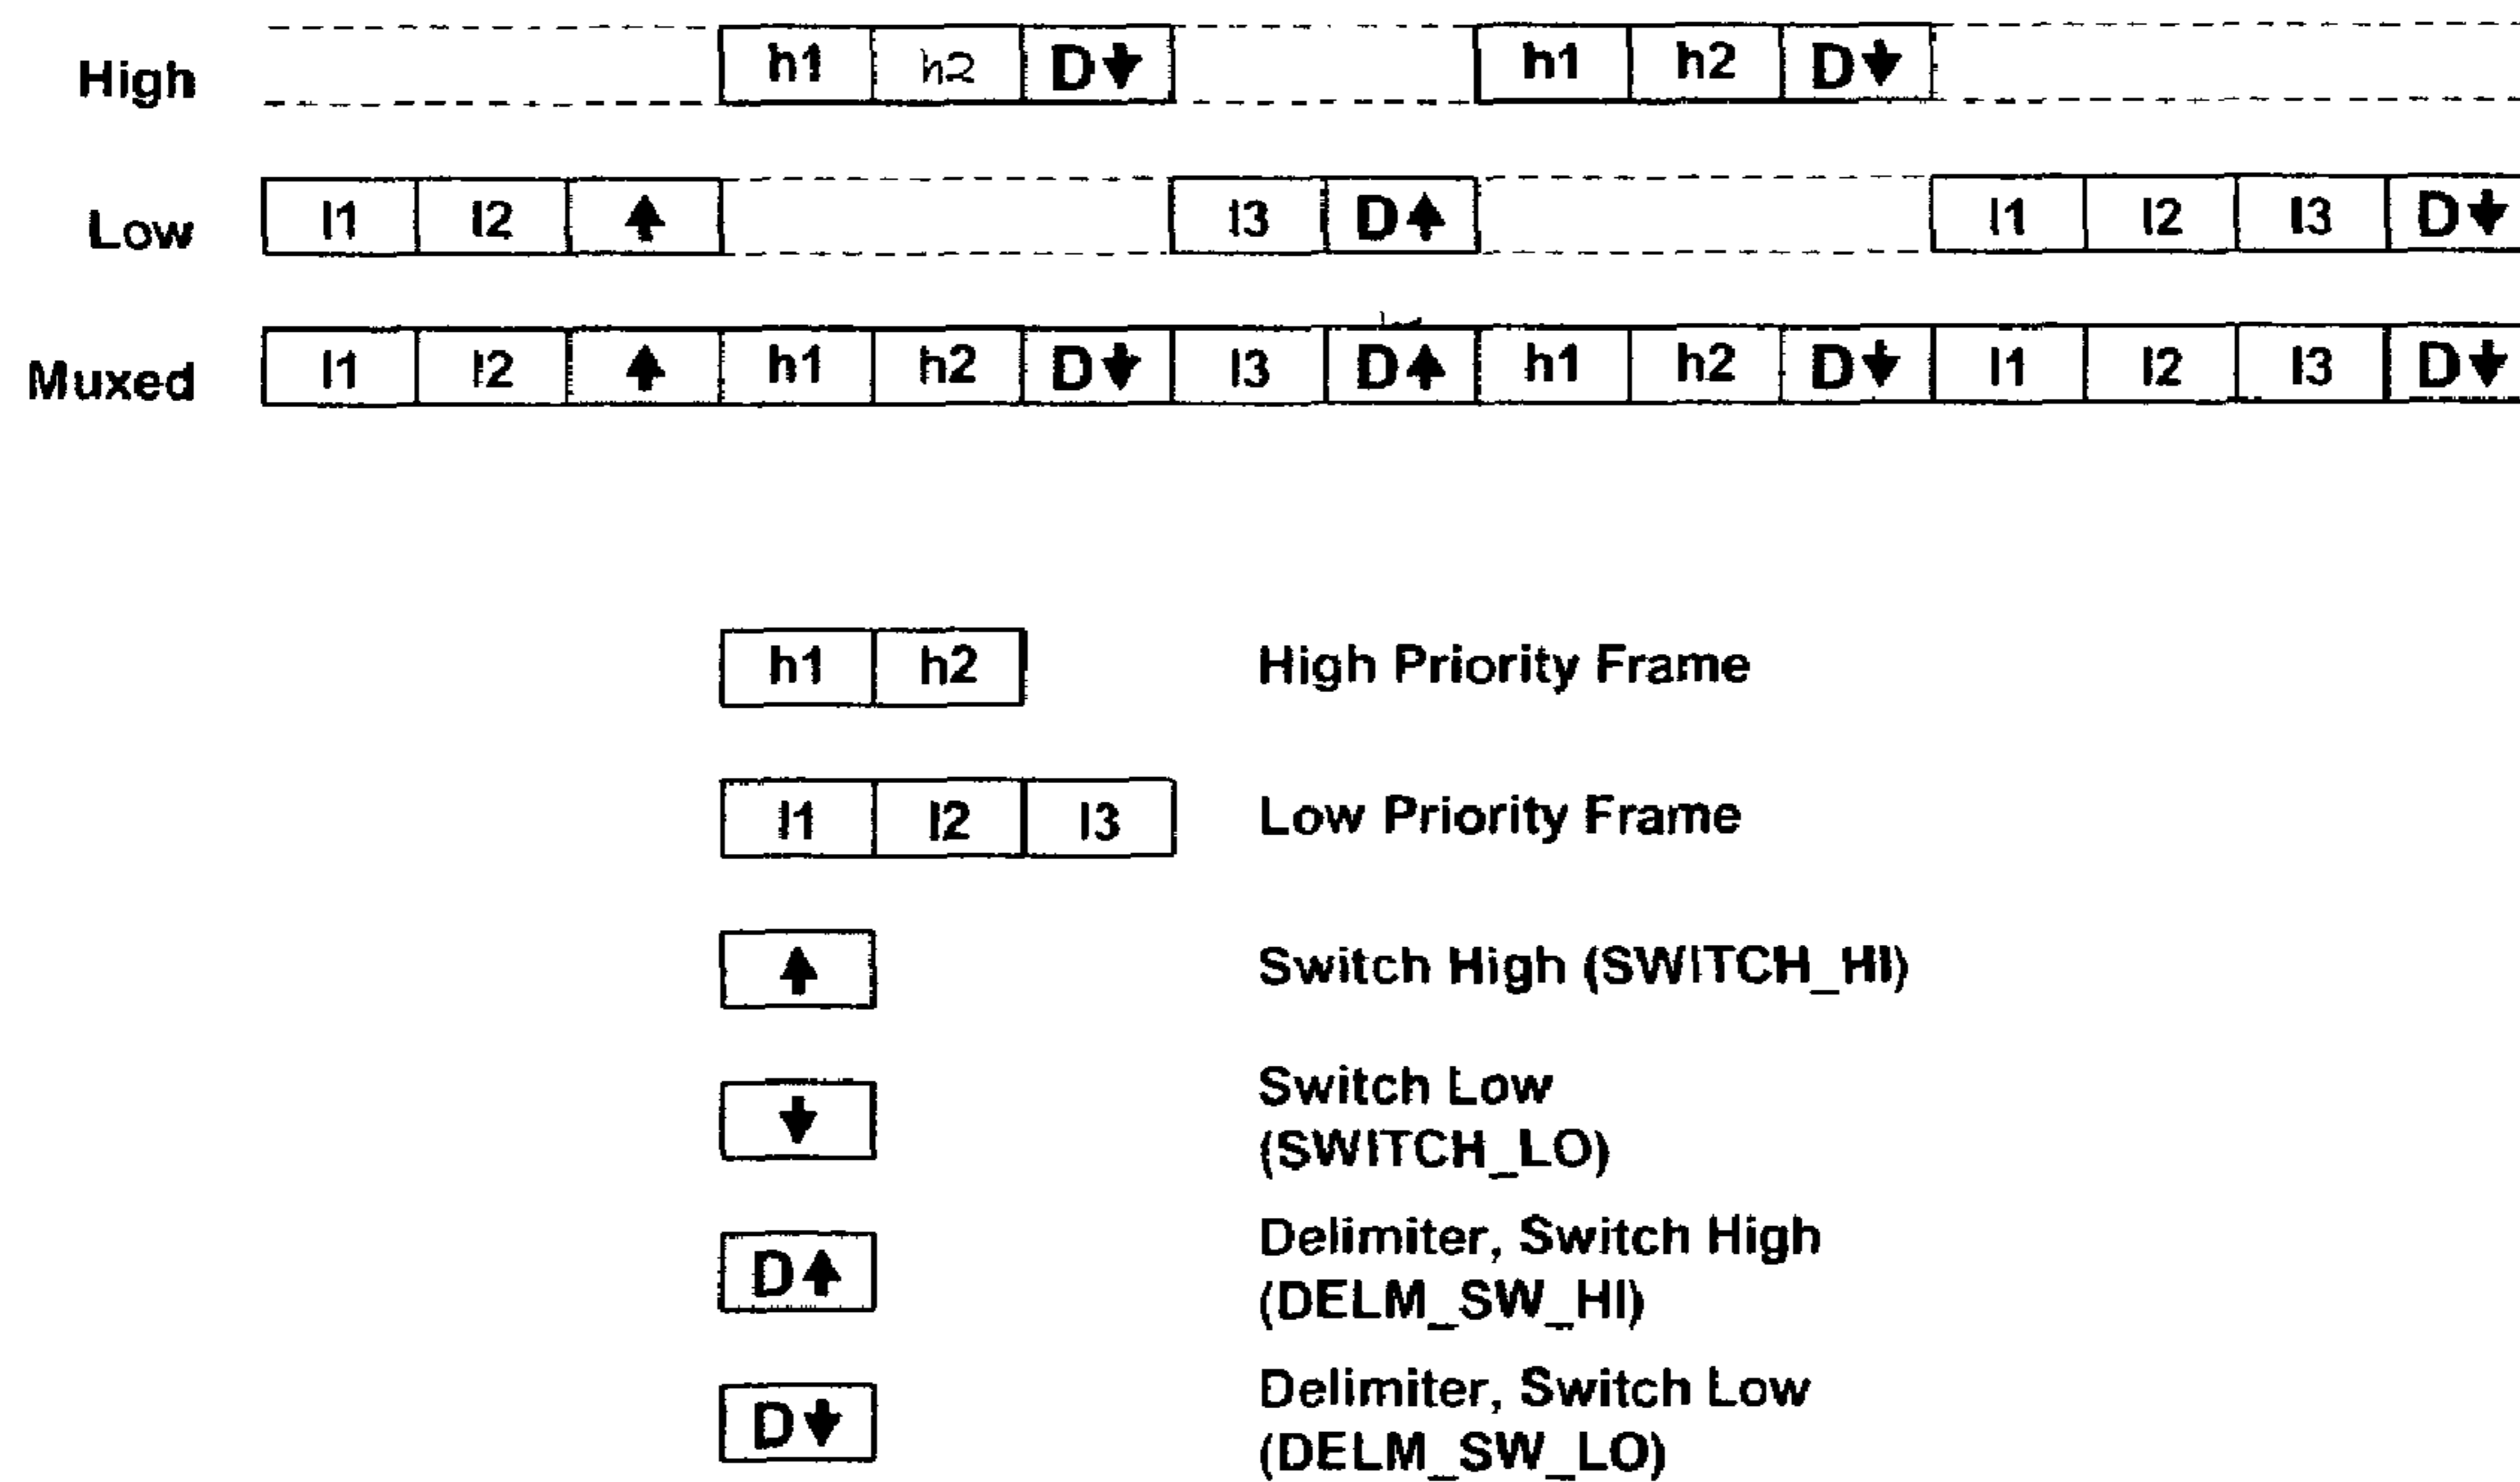 High h1 h2 D↓ h1 h2 D↓
Low l1 l2 ↑ l3 D↑ l1 l2 l3 D↓
Muxed l1 l2 ↑ h1 h2 D↓ l3 D↑ h1 h2 D↓ l1 l2 l3 D↓
h1 h2 High Priority Frame
l1 l2 l3 Low Priority Frame
↑ Switch High (SWITCH_HI)
↓ Switch Low
(SWITCH_LO)
D↑ Delimiter, Switch High
(DELM_SW_HI)
D↓ Delimiter, Switch Low
(DELM_SW_LO)